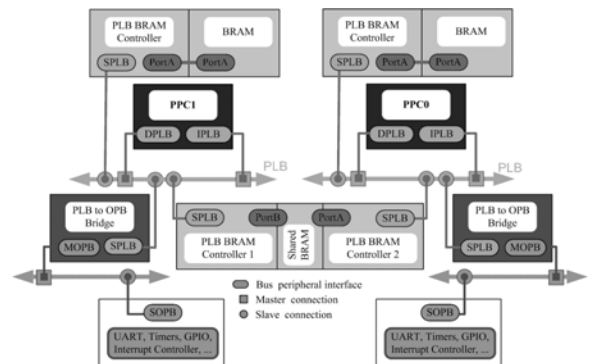 PLB BRAM
Controller
BRAM
SPLB
PortA
PortA
PLB BRAM
Controller
BRAM
SPLB
PortA
PortA
PPC1
DPLB
IPLB
PPC0
DPLB
IPLB
PLB
PLB
PLB to OPB
Bridge
MOPB
SPLB
SPLB
PortB
PortA
SPLB
PLB BRAM
Controller 1
Shared
BRAM
PLB BRAM
Controller 2
PLB to OPB
Bridge
SPLB
MOPB
Bus peripheral interface
Master connection
Slave connection
SOPB
UART, Timers, GPIO,
Interrupt Controller, ...
SOPB
UART, Timers, GPIO,
Interrupt Controller, ...